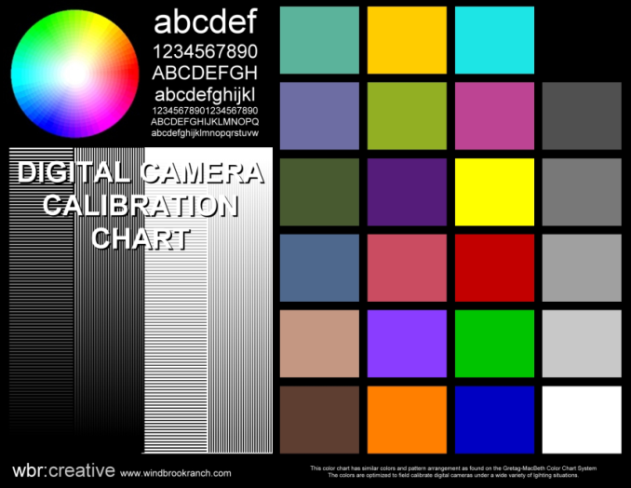 abcdef
1234567890
ABCDEFGH
abcdefghijkl
12345678901234567890
ABCDEFGHIJKLMNOPQ
abcdefghijklmnopqrstuvw
DIGITAL CAMERA
CALIBRATION
CHART
wbr:creative www.windbrookranch.com
This color chart has similar colors and pattern arrangement as found on the Gretag-MacBeth Color Chart System
The colors are optimized to field calibrate digital cameras under a wide variety of lighting situations.